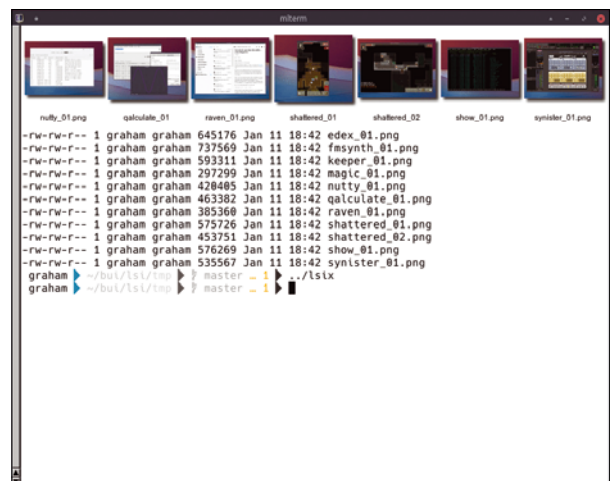 mlterm
nutty_01.png qalculate_01 raven_01.png shattered_01 shattered_02 show_01.png synister_01.png
-rw-rw-r-- 1 graham graham 645176 Jan 11 18:42 edex_01.png
-rw-rw-r-- 1 graham graham 737569 Jan 11 18:42 fmsynth_01.png
-rw-rw-r-- 1 graham graham 593311 Jan 11 18:42 keeper_01.png
-rw-rw-r-- 1 graham graham 297299 Jan 11 18:42 magic_01.png
-rw-rw-r-- 1 graham graham 420405 Jan 11 18:42 nutty_01.png
-rw-rw-r-- 1 graham graham 463382 Jan 11 18:42 qalculate_01.png
-rw-rw-r-- 1 graham graham 385360 Jan 11 18:42 raven_01.png
-rw-rw-r-- 1 graham graham 575726 Jan 11 18:42 shattered_01.png
-rw-rw-r-- 1 graham graham 453751 Jan 11 18:42 shattered_02.png
-rw-rw-r-- 1 graham graham 576269 Jan 11 18:42 show_01.png
-rw-rw-r-- 1 graham graham 535567 Jan 11 18:42 synister_01.png
graham ~/bui/lsi/tmp master … 1 ../lsix
graham ~/bui/lsi/tmp master … 1